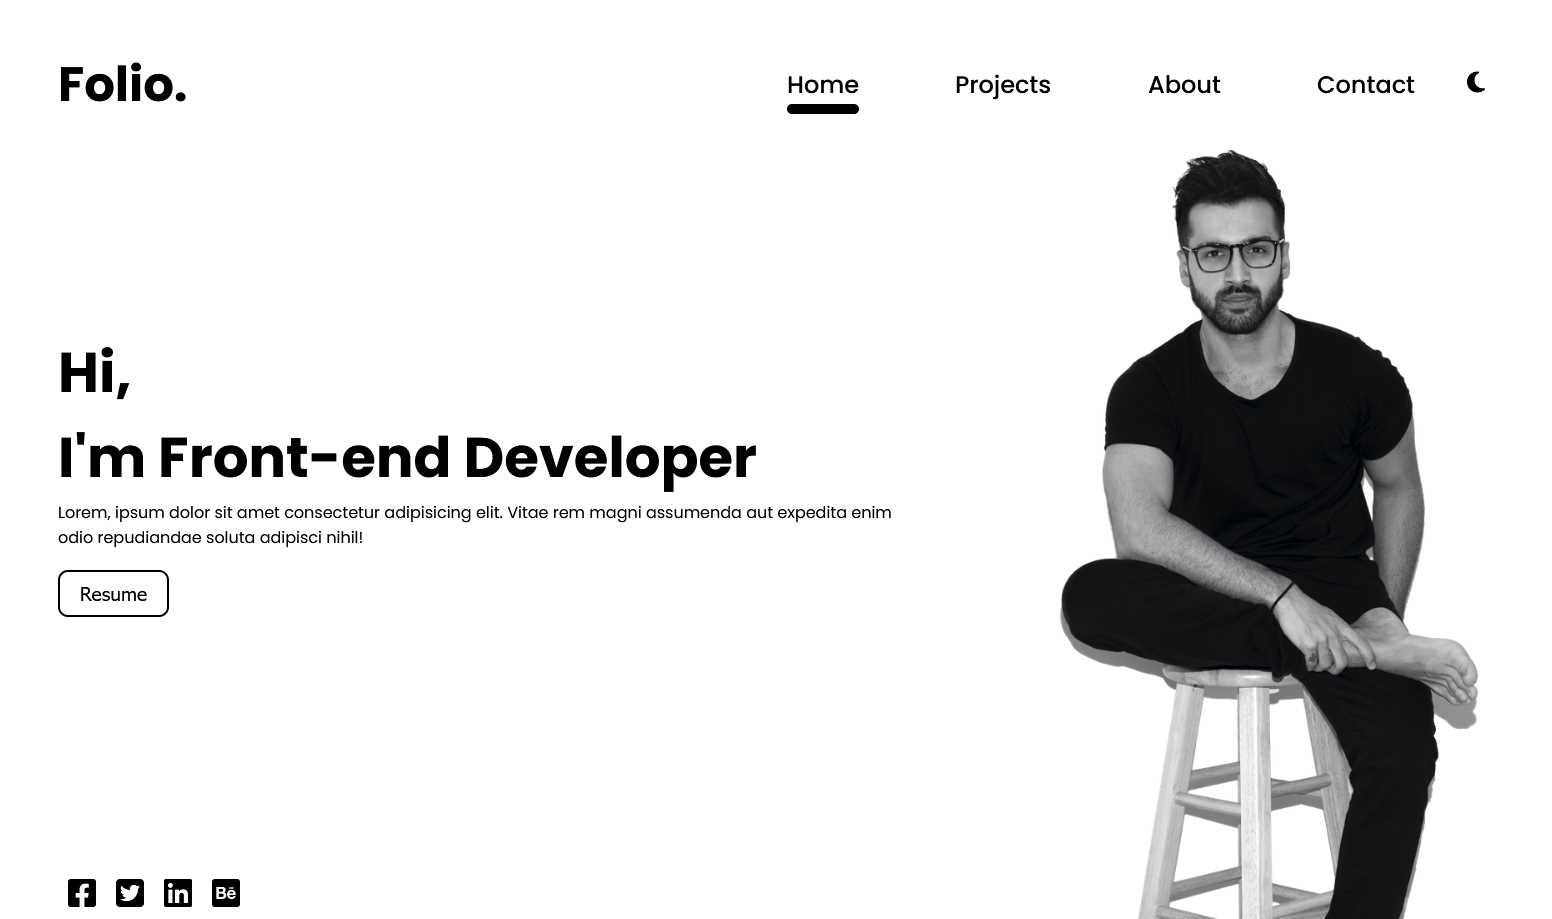 Folio.
Home
Projects
About
Contact
Hi,
I'm Front-end Developer
Lorem, ipsum dolor sit amet consectetur adipisicing elit. Vitae rem magni assumenda aut expedita enim
odio repudiandae soluta adipisci nihil!
Resume